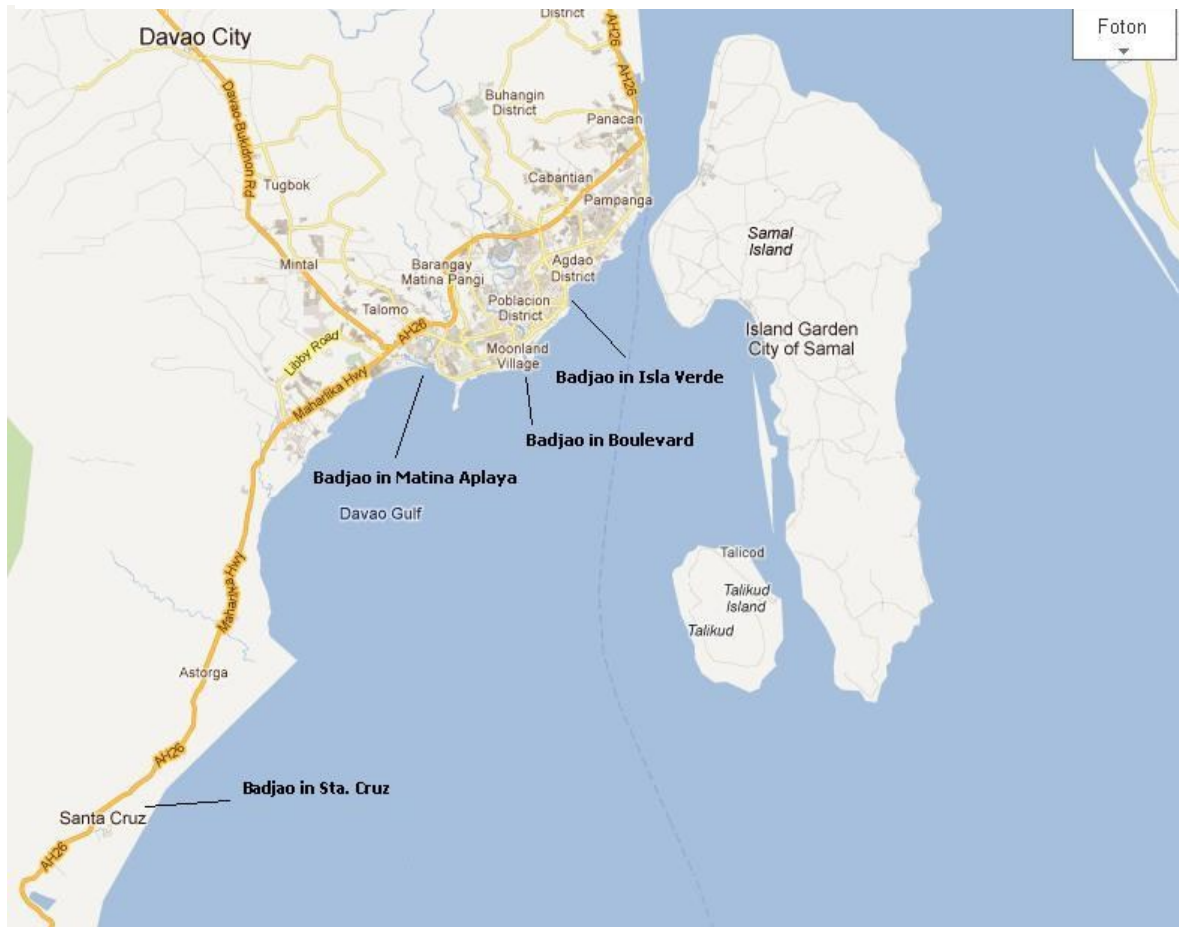 District
AH26
Foton
Davao City
AH26
Buhangin
District
Panacan
Davao-Bukidnon Rd
Cabantian
Tugbok
Pampanga
Samal
Island
Mintal
Barangay
Matina Pangi
Agdao
District
Talomo
Poblacion
District
AH26
Island Garden
City of Samal
Libby Road
Moonland
Village
Maharlika Hwy
Badjao in Isla Verde
Badjao in Boulevard
Badjao in Matina Aplaya
Davao Gulf
Talicod
Maharlika Hwy
Talikud
Island
Talikud
Astorga
AH26
Badjao in Sta. Cruz
Santa Cruz
AH26